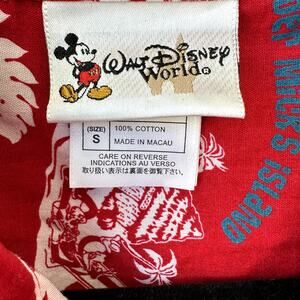 WALT DISNEY
World®
(SIZE)
S
100% COTTON
MADE IN MACAU
CARE ON REVERSE
INDICATIONS AU VERSO
取り扱い表示は裏面を御覧下さい
NICK'S ISLAND